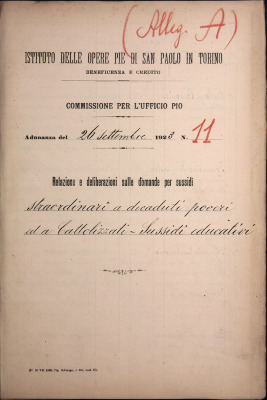 (Alleg. A)
ISTITUTO DELLE OPERE PIE DI SAN PAOLO IN TORINO
BENEFICENZA E CREDITO
COMMISSIONE PER L'UFFICIO PIO
Adunanza del 26 settembre 1923 N. 11
Relazione e deliberazioni sulle domande per sussidi
straordinari a decaduti poveri
ed a Cattolizzati - Sussidi educativi